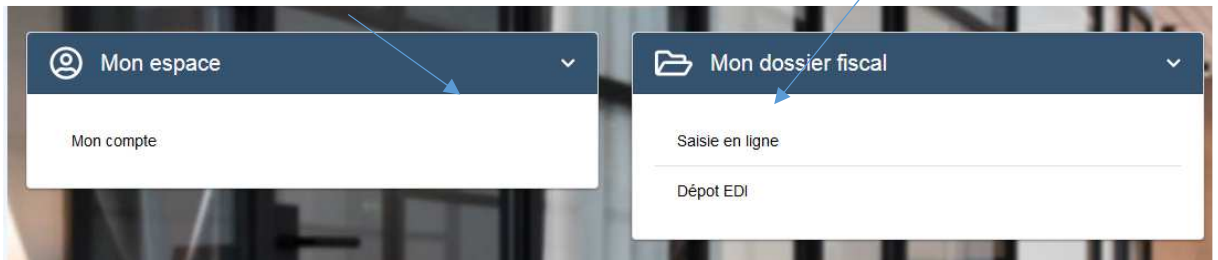 Mon espace
Mon compte
Mon dossier fiscal
Saisie en ligne
Dépot EDI